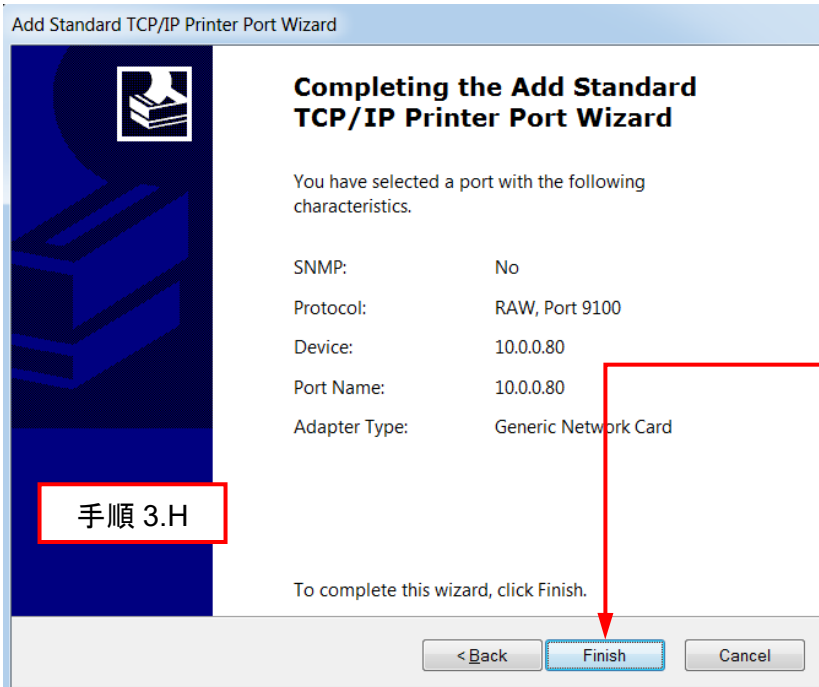 Add Standard TCP/IP Printer Port Wizard
Completing the Add Standard
TCP/IP Printer Port Wizard
You have selected a port with the following
characteristics.
SNMP: No
Protocol: RAW, Port 9100
Device: 10.0.0.80
Port Name: 10.0.0.80
Adapter Type: Generic Network Card
手順 3.H
To complete this wizard, click Finish.
< Back Finish Cancel